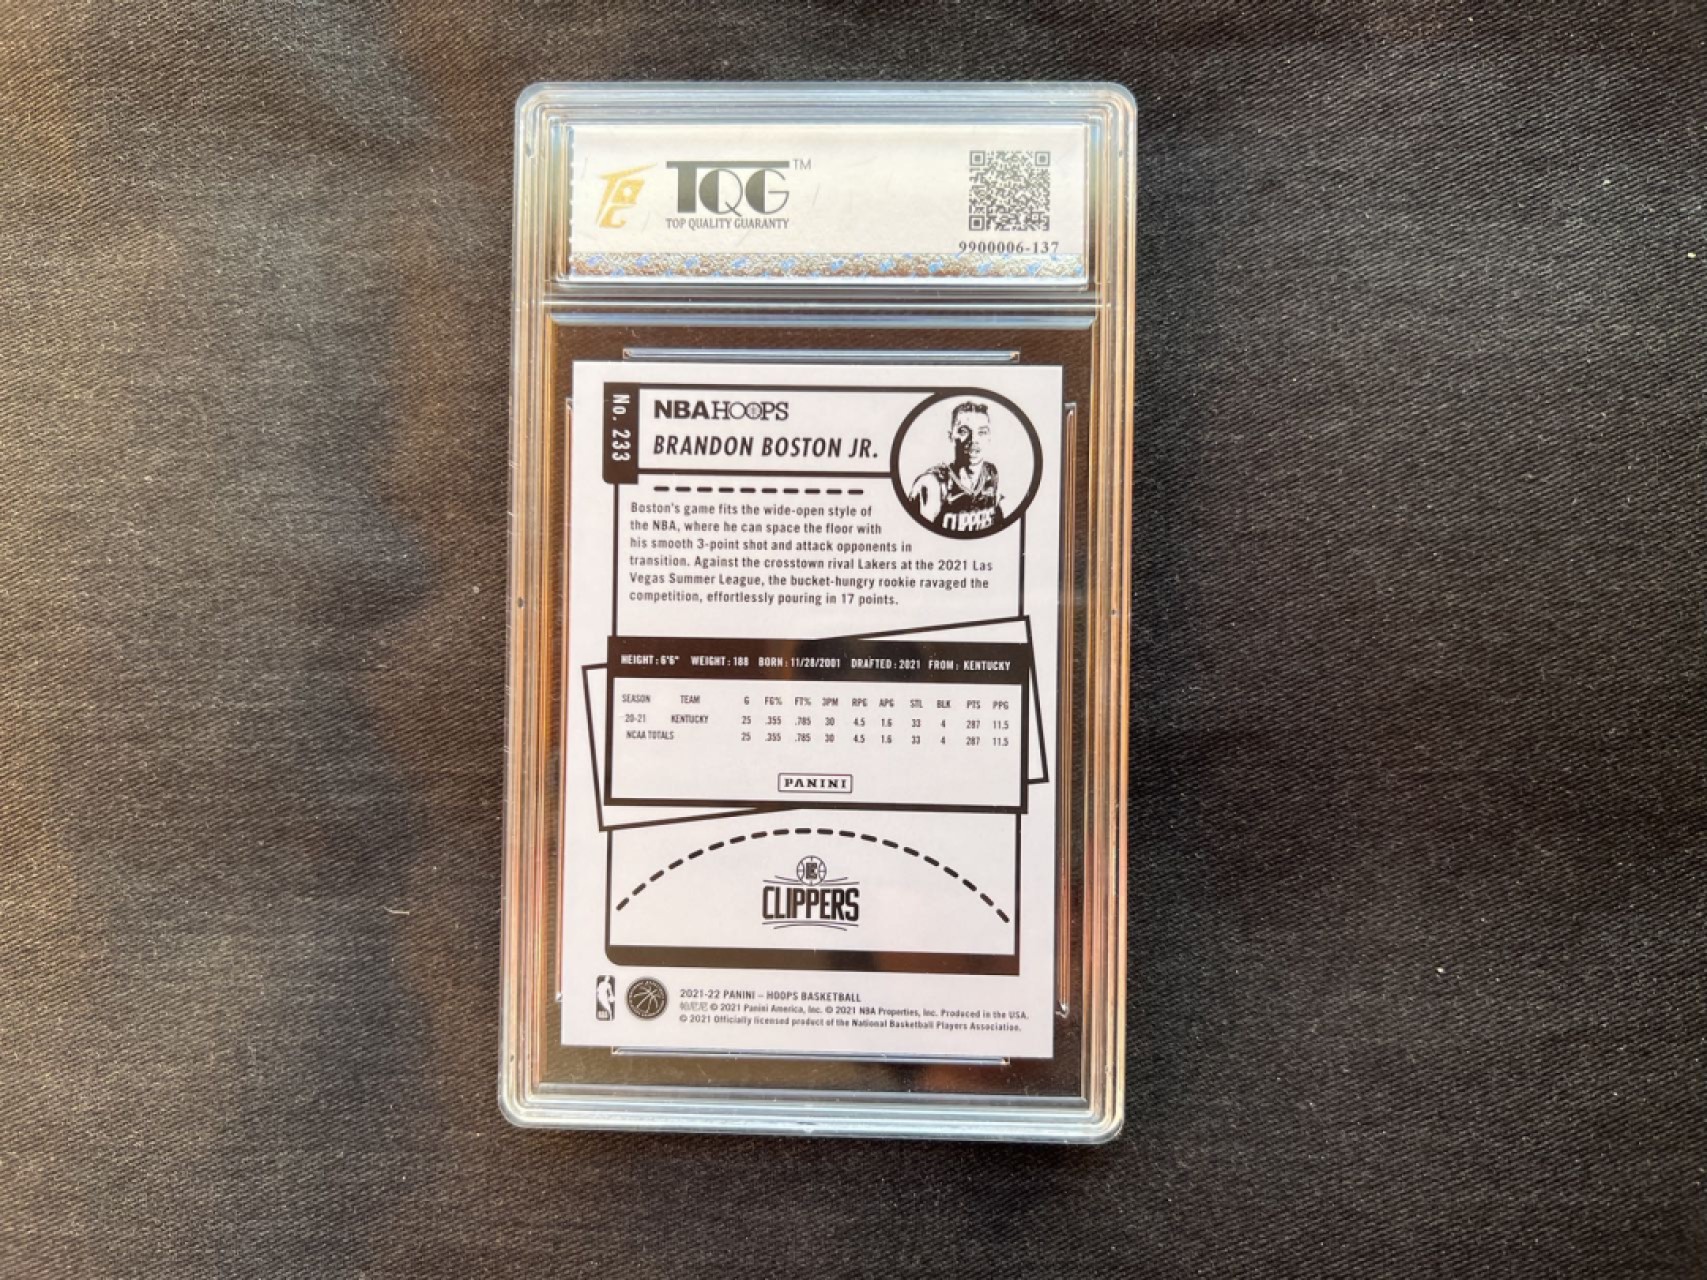 TQG™
TOP QUALITY GUARANTY
9900006-137
No. 233
NBA HOOPS
BRANDON BOSTON JR.
CLIPPERS
Boston's game fits the wide-open style of
the NBA, where he can space the floor with
his smooth 3-point shot and attack opponents in
transition. Against the crosstown rival Lakers at the 2021 Las
Vegas Summer League, the bucket-hungry rookie ravaged the
competition, effortlessly pouring in 17 points.
HEIGHT: 6'6" WEIGHT: 188 BORN: 11/28/2001 DRAFTED: 2021 FROM: KENTUCKY
SEASON TEAM G FG% FT% 3PM RPG APG STL BLK PTS PPG
20-21 KENTUCKY 25 .355 .785 30 4.5 1.6 33 4 287 11.5
NCAA TOTALS 25 .355 .785 30 4.5 1.6 33 4 287 11.5
PANINI
CLIPPERS
2021-22 PANINI – HOOPS BASKETBALL
帕尼尼 © 2021 Panini America, Inc. © 2021 NBA Properties, Inc. Produced in the USA.
© 2021 Officially licensed product of the National Basketball Players Association.